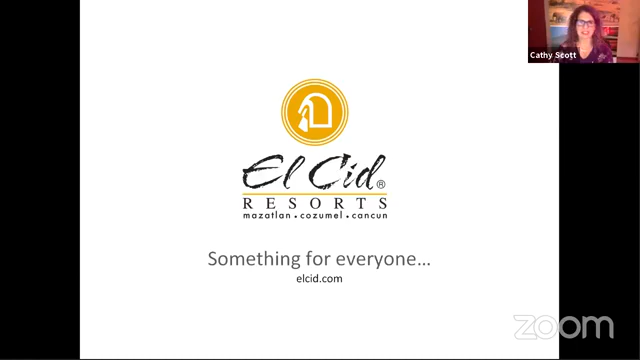 Cathy Scott
El Cid®
RESORTS
mazatlan • cozumel • cancun
Something for everyone…
elcid.com
zoom